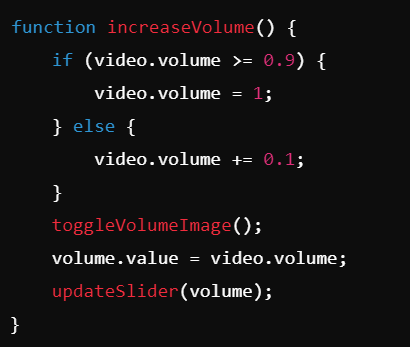 function increaseVolume() {
    if (video.volume >= 0.9) {
        video.volume = 1;
    } else {
        video.volume += 0.1;
    }
    toggleVolumeImage();
    volume.value = video.volume;
    updateSlider(volume);
}